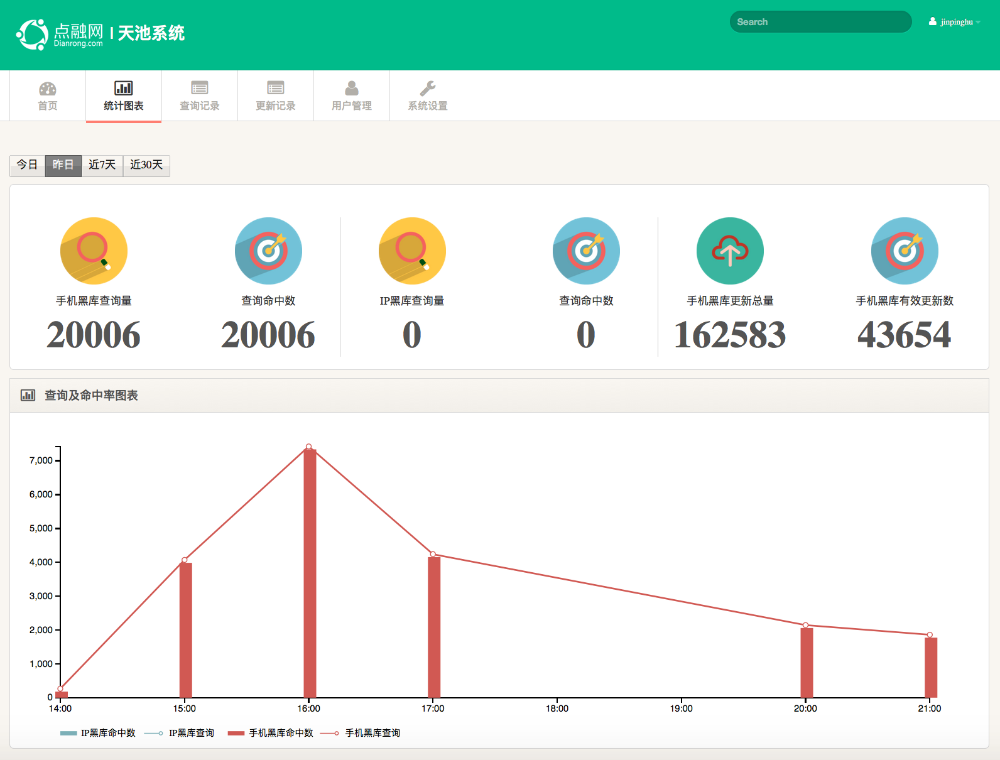 点融网
Dianrong.com
天池系统
Search
jinpinghu
首页
统计图表
查询记录
更新记录
用户管理
系统设置
今日
昨日
近7天
近30天
手机黑库查询量
查询命中数
IP黑库查询量
查询命中数
手机黑库更新总量
手机黑库有效更新数
20006
20006
0
0
162583
43654
查询及命中率图表
7,000
6,000
5,000
4,000
3,000
2,000
1,000
0
14:00
15:00
16:00
17:00
18:00
19:00
20:00
21:00
IP黑库命中数
IP黑库查询
手机黑库命中数
手机黑库查询